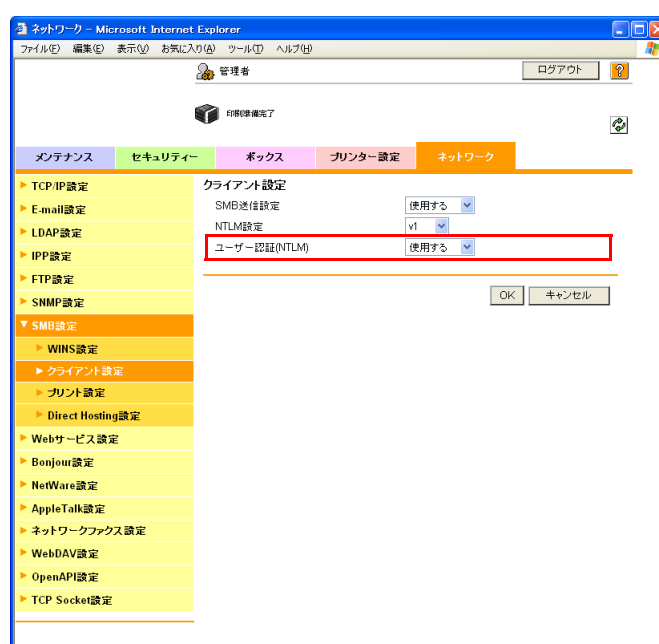 ネットワーク - Microsoft Internet Explorer
ファイル(F) 編集(E) 表示(V) お気に入り(A) ツール(T) ヘルプ(H)
管理者 ログアウト ?
印刷準備完了
メンテナンス セキュリティー ボックス プリンター設定 ネットワーク
TCP/IP設定
E-mail設定
LDAP設定
IPP設定
FTP設定
SNMP設定
SMB設定
WINS設定
クライアント設定
プリント設定
Direct Hosting設定
Webサービス設定
Bonjour設定
NetWare設定
AppleTalk設定
ネットワークファクス設定
WebDAV設定
OpenAPI設定
TCP Socket設定
クライアント設定
SMB送信設定 使用する
NTLM設定 v1
ユーザー認証(NTLM) 使用する
OK キャンセル